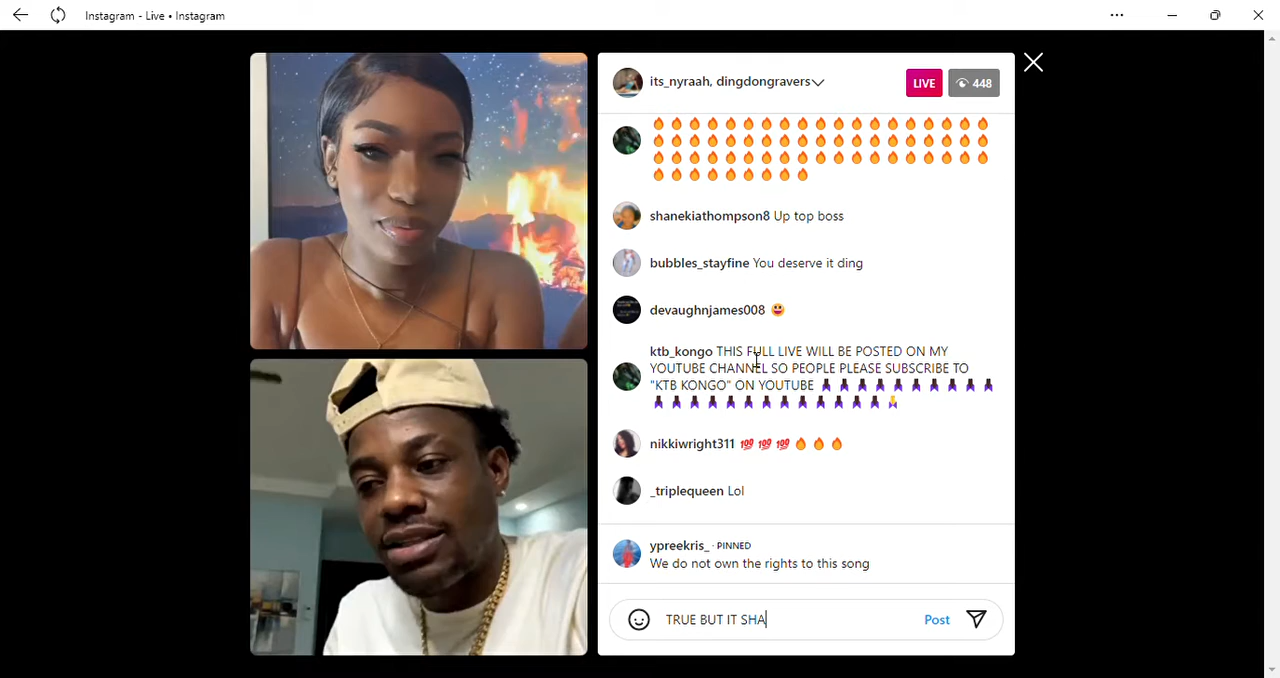 Instagram - Live • Instagram
its_nyraah, dingdongravers
LIVE
448
🔥🔥🔥🔥🔥🔥🔥🔥🔥🔥🔥🔥🔥🔥🔥🔥🔥🔥🔥
🔥🔥🔥🔥🔥🔥🔥🔥🔥🔥🔥🔥🔥🔥🔥🔥🔥🔥🔥
🔥🔥🔥🔥🔥🔥🔥🔥🔥🔥🔥🔥🔥🔥🔥🔥🔥🔥🔥
🔥🔥🔥🔥🔥🔥🔥🔥🔥
shanekiathompson8 Up top boss
bubbles_stayfine You deserve it ding
devaughnjames008 😀
ktb_kongo THIS FULL LIVE WILL BE POSTED ON MY
YOUTUBE CHANNEL SO PEOPLE PLEASE SUBSCRIBE TO
"KTB KONGO" ON YOUTUBE
nikkiwright311 💯💯💯🔥🔥🔥
_triplequeen Lol
ypreekris_ · PINNED
We do not own the rights to this song
TRUE BUT IT SHA
Post